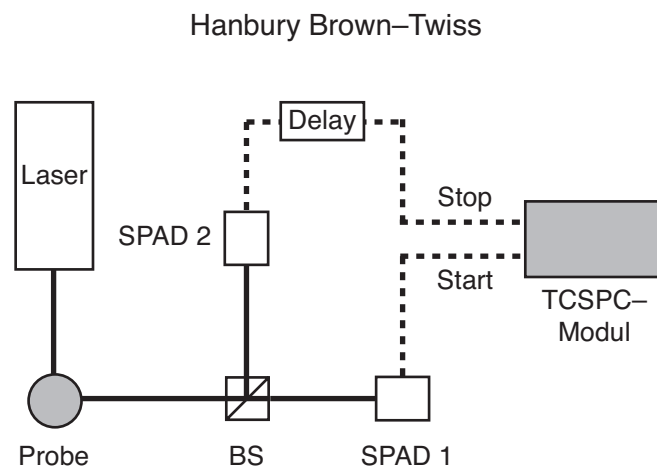 Hanbury Brown–Twiss
Delay
Laser
Stop
SPAD 2
Start
TCSPC–
Modul
Probe
BS
SPAD 1